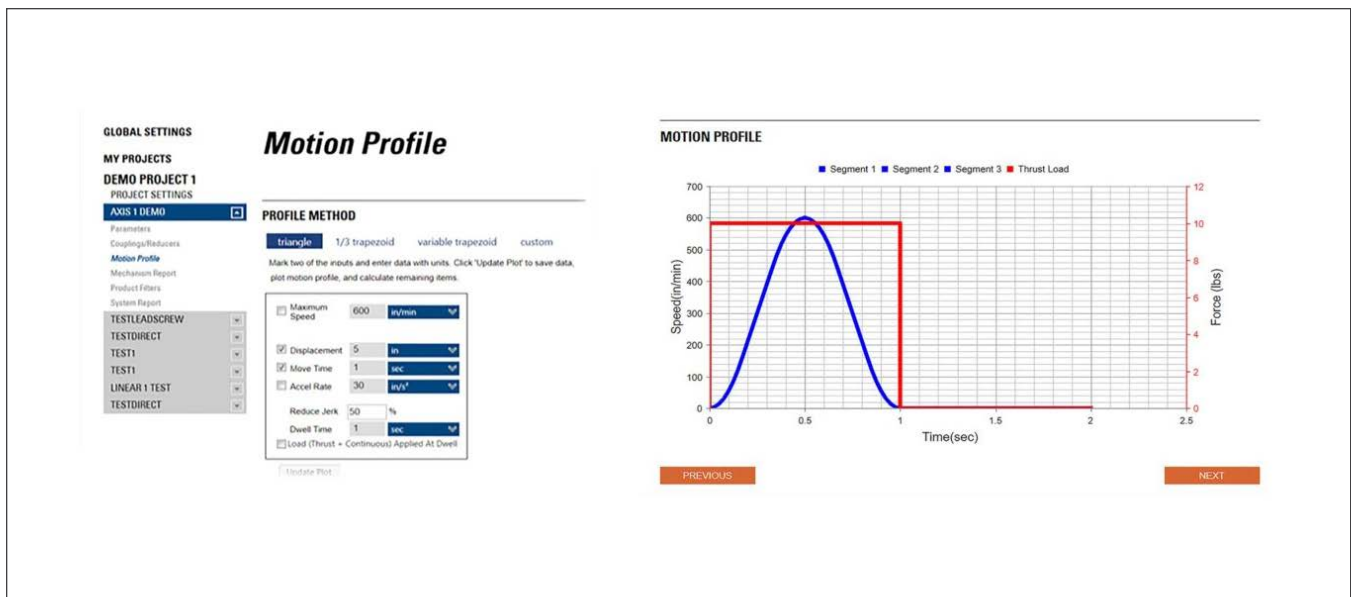 GLOBAL SETTINGS
MY PROJECTS
DEMO PROJECT 1
PROJECT SETTINGS
AXIS 1 DEMO
Parameters
Couplings/Reducers
Motion Profile
Mechanism Report
Product Filters
System Report
TESTLEADSCREW
TESTDIRECT
TEST1
TEST1
LINEAR 1 TEST
TESTDIRECT
Motion Profile
PROFILE METHOD
triangle 1/3 trapezoid variable trapezoid custom
Mark two of the inputs and enter data with units. Click 'Update Plot' to save data,
plot motion profile, and calculate remaining items.
Maximum
Speed 600 in/min
Displacement 5 in
Move Time 1 sec
Accel Rate 30 in/s²
Reduce Jerk 50 %
Dwell Time 1 sec
Load (Thrust + Continuous) Applied At Dwell
Update Plot
MOTION PROFILE
Segment 1 Segment 2 Segment 3 Thrust Load
700
600
500
400
300
200
100
0
Speed(in/min)
12
10
8
6
4
2
0
Force (lbs)
0 0.5 1 1.5 2 2.5
Time(sec)
PREVIOUS
NEXT